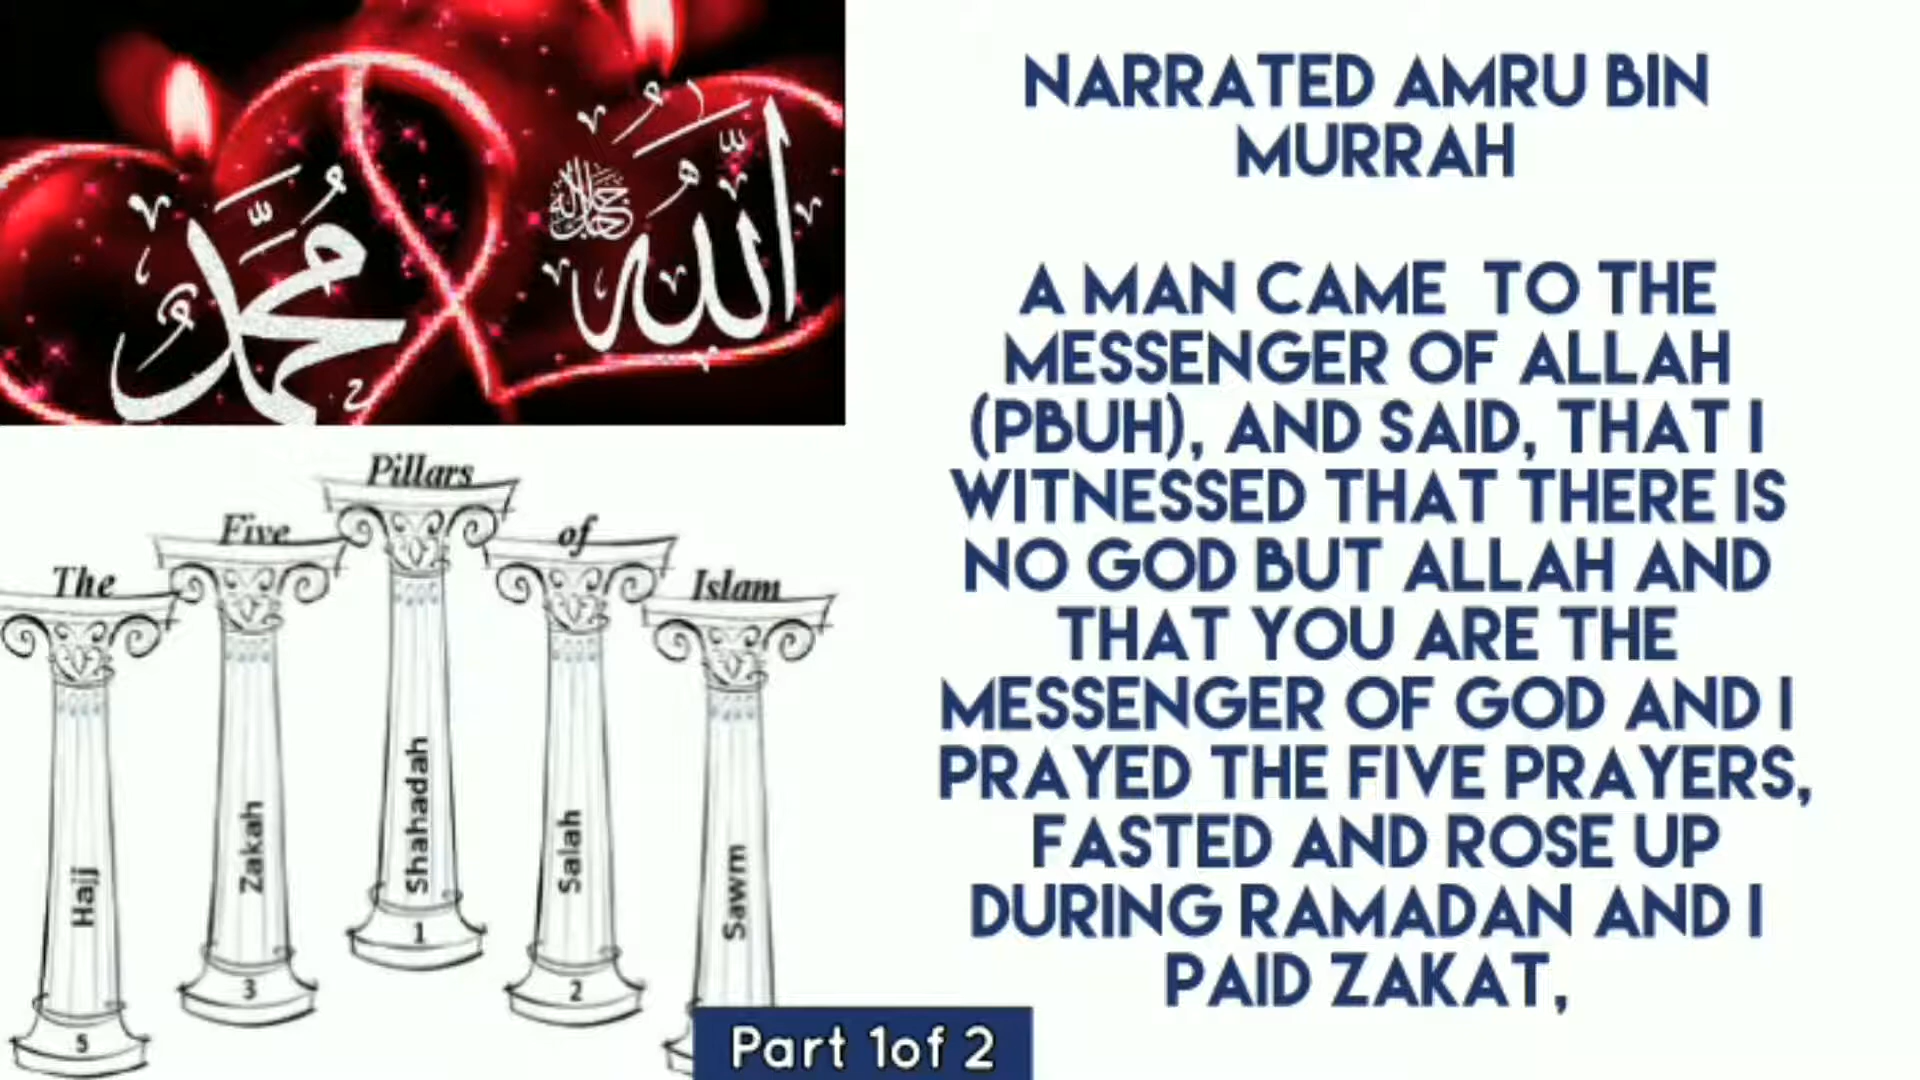 محمد
الله
جل جلاله
The Five Pillars of Islam
Hajj
5
Zakah
3
Shahadah
1
Salah
2
Sawm
NARRATED AMRU BIN
MURRAH
A MAN CAME TO THE
MESSENGER OF ALLAH
(PBUH), AND SAID, THAT I
WITNESSED THAT THERE IS
NO GOD BUT ALLAH AND
THAT YOU ARE THE
MESSENGER OF GOD AND I
PRAYED THE FIVE PRAYERS,
FASTED AND ROSE UP
DURING RAMADAN AND I
PAID ZAKAT,
Part 1of 2